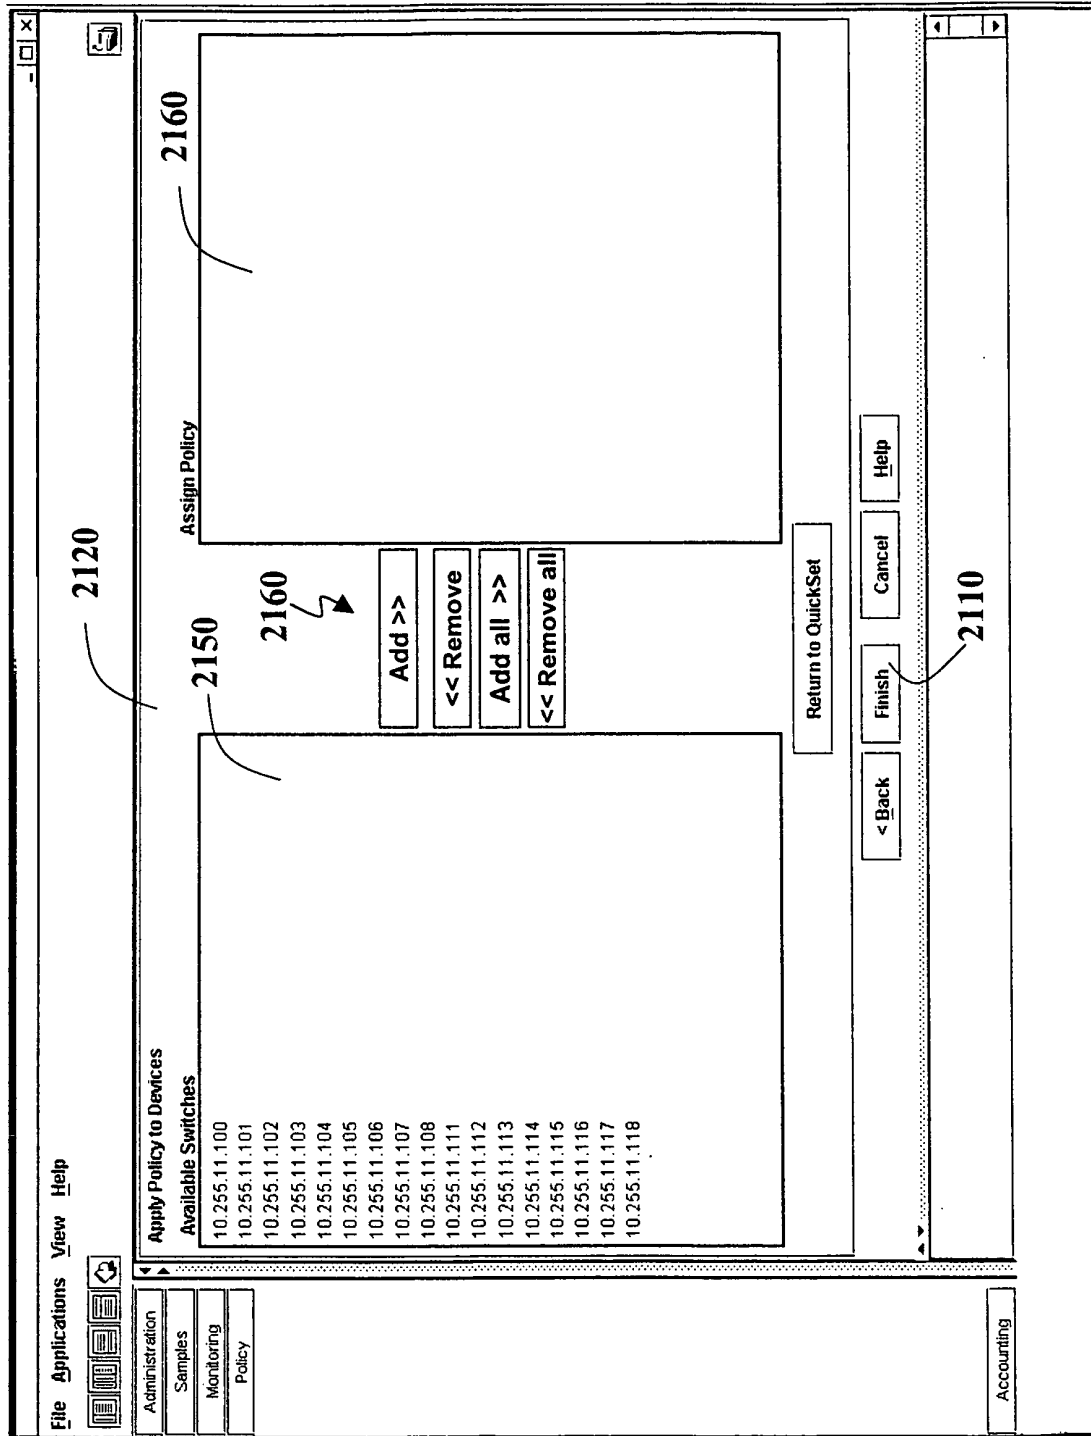 File Applications View Help
Administration
Samples
Monitoring
Policy
Accounting
2120
Apply Policy to Devices
Available Switches
2150
10.255.11.100
10.255.11.101
10.255.11.102
10.255.11.103
10.255.11.104
10.255.11.105
10.255.11.106
10.255.11.107
10.255.11.108
10.255.11.111
10.255.11.112
10.255.11.113
10.255.11.114
10.255.11.115
10.255.11.116
10.255.11.117
10.255.11.118
2160
Add >>
<< Remove
Add all >>
<< Remove all
Assign Policy
2160
Return to QuickSet
< Back
Finish
Cancel
Help
2110